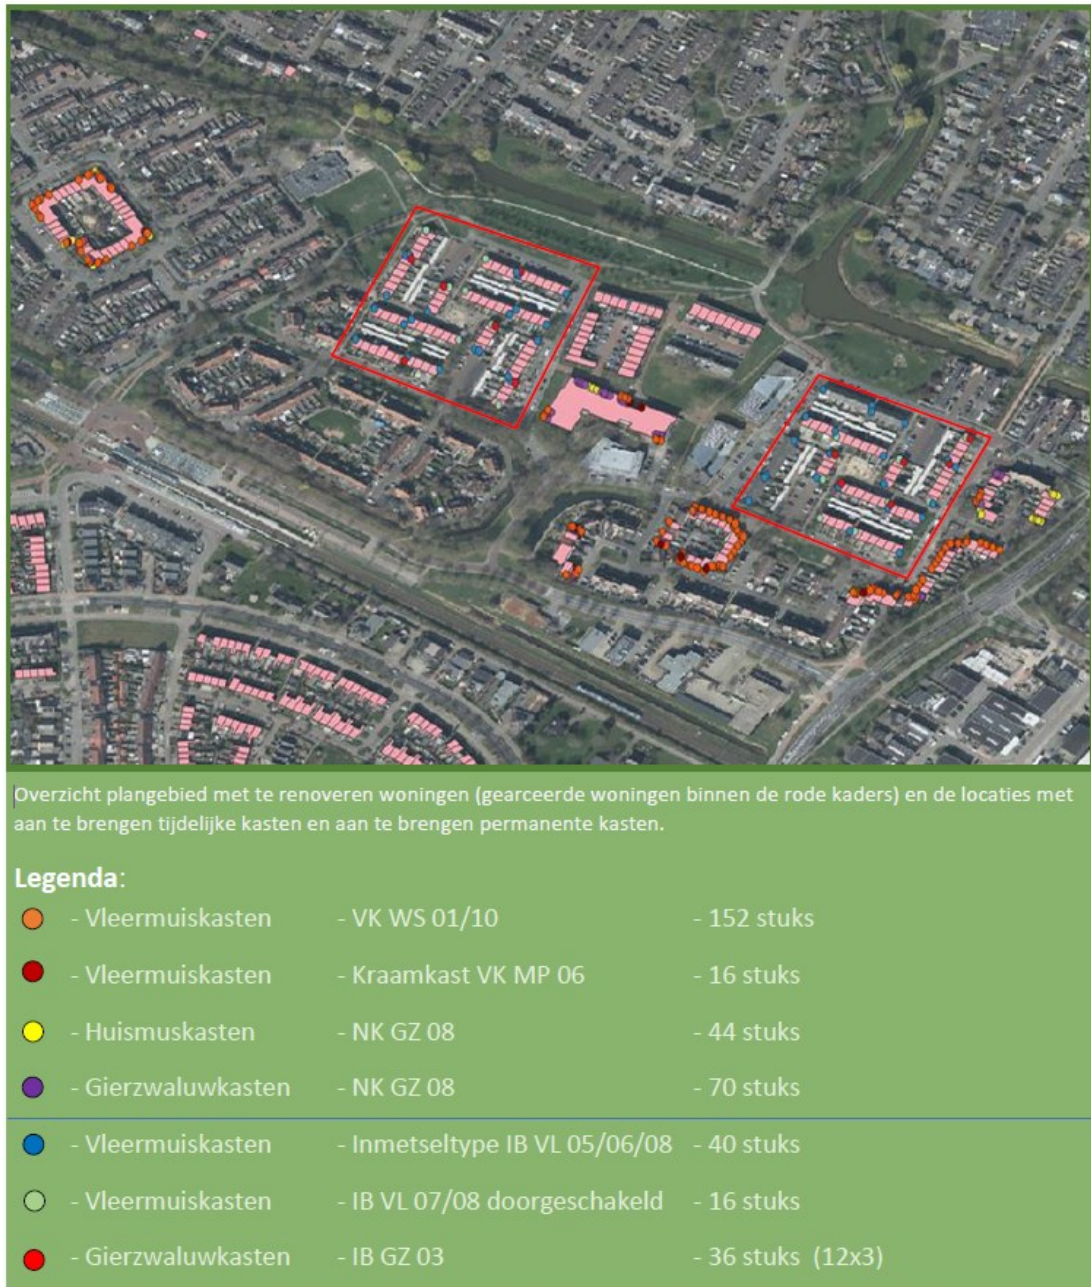 Overzicht plangebied met te renoveren woningen (gearceerde woningen binnen de rode kaders) en de locaties met
aan te brengen tijdelijke kasten en aan te brengen permanente kasten.
Legenda:
- Vleermuiskasten - VK WS 01/10 - 152 stuks
- Vleermuiskasten - Kraamkast VK MP 06 - 16 stuks
- Huismuskasten - NK GZ 08 - 44 stuks
- Gierzwaluwkasten - NK GZ 08 - 70 stuks
- Vleermuiskasten - Inmetseltype IB VL 05/06/08 - 40 stuks
- Vleermuiskasten - IB VL 07/08 doorgeschakeld - 16 stuks
- Gierzwaluwkasten - IB GZ 03 - 36 stuks (12x3)